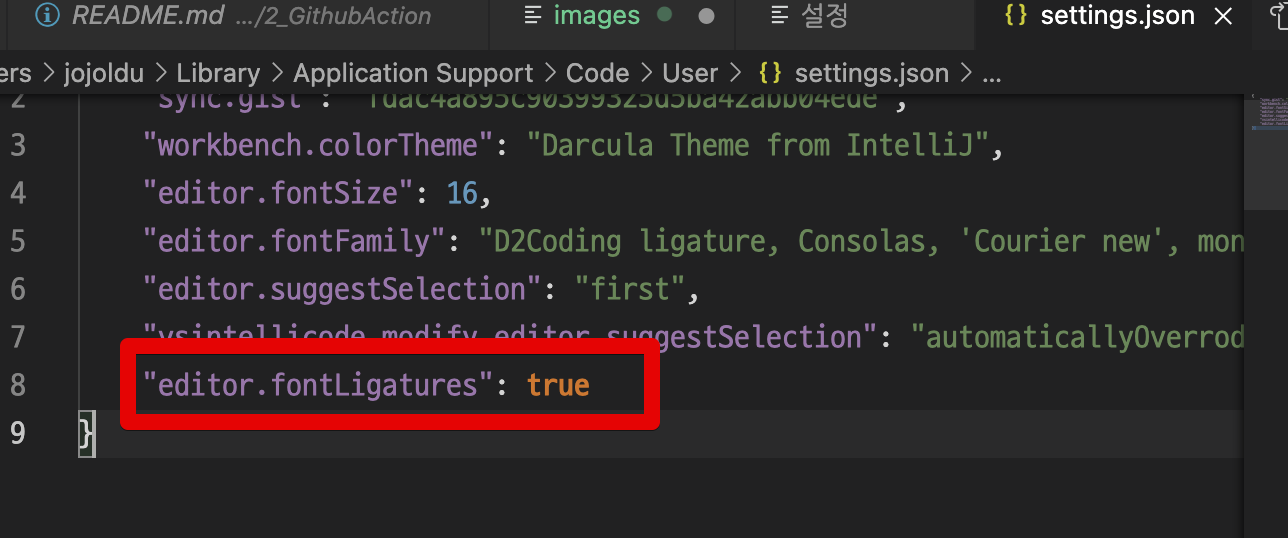 README.md .../2_GithubAction images 설정 {} settings.json ×
ers > jojoldu > Library > Application Support > Code > User > {} settings.json > ...
2 "sync.gist": "fdac4a895c90399325d5ba42abb04ede",
3 "workbench.colorTheme": "Darcula Theme from IntelliJ",
4 "editor.fontSize": 16,
5 "editor.fontFamily": "D2Coding ligature, Consolas, 'Courier new', mon
6 "editor.suggestSelection": "first",
7 "vsintellicode.modify.editor.suggestSelection": "automaticallyOverrod
8 "editor.fontLigatures": true
9 }